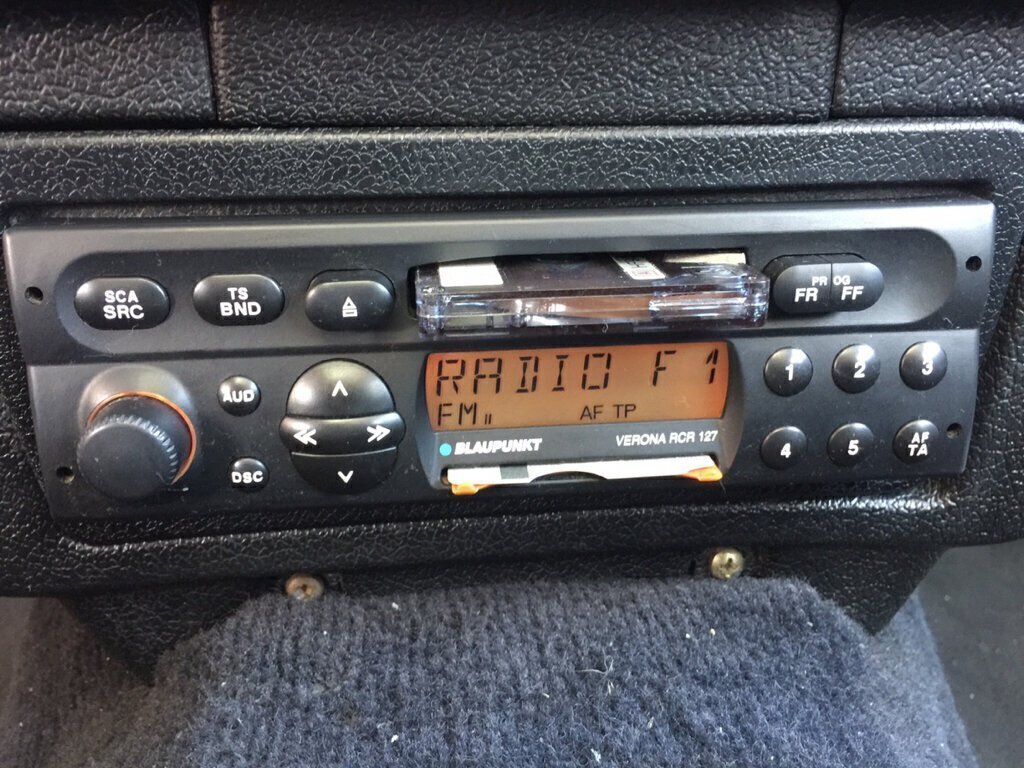 SCA
SRC
TS
BND
PR OG
FR FF
AUD
DSC
RADIO F 1
FM II AF TP
BLAUPUNKT VERONA RCR 127
1 2 3
4 5 AF
TA